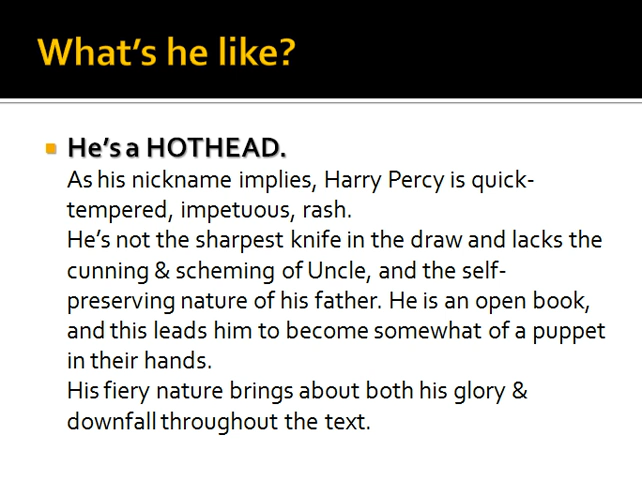 What's he like?
He's a HOTHEAD.
As his nickname implies, Harry Percy is quick-
tempered, impetuous, rash.
He's not the sharpest knife in the draw and lacks the
cunning & scheming of Uncle, and the self-
preserving nature of his father. He is an open book,
and this leads him to become somewhat of a puppet
in their hands.
His fiery nature brings about both his glory &
downfall throughout the text.